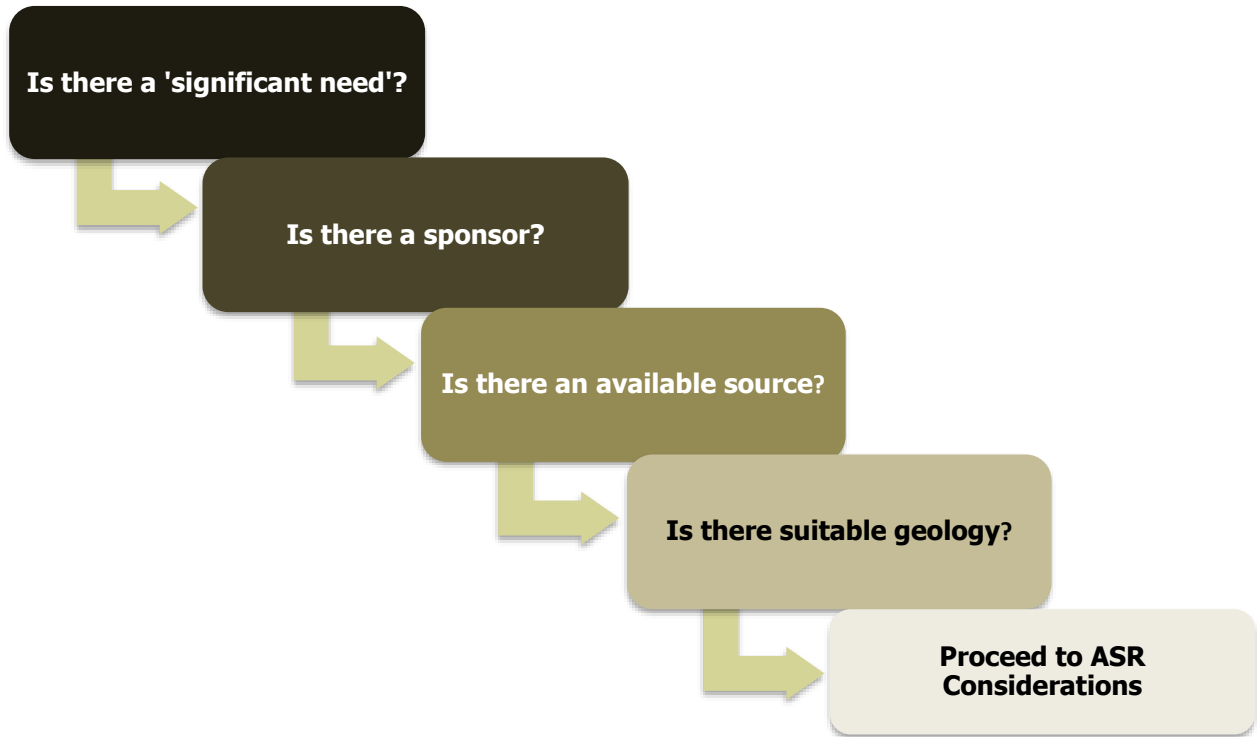 Is there a 'significant need'?
Is there a sponsor?
Is there an available source?
Is there suitable geology?
Proceed to ASR
Considerations